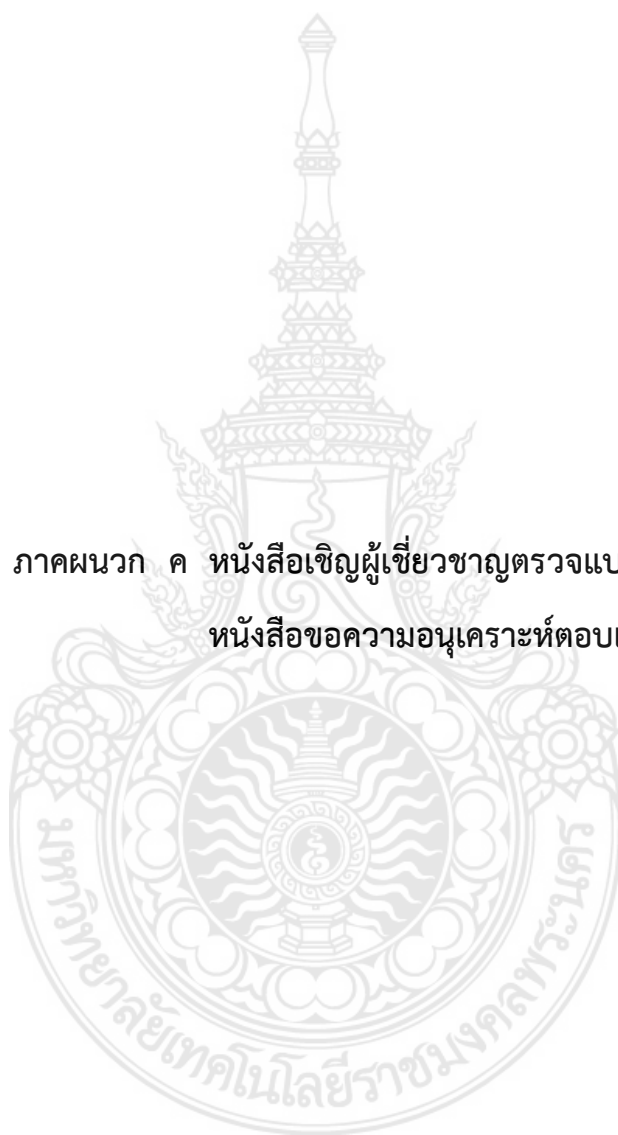 ภาคผนวก ค หนังสือเชิญผู้เชี่ยวชาญตรวจแบ
หนังสือขอความอนุเคราะห์ตอบแ
มหาวิทยาลัยเทคโนโลยีราชมงคลพระนคร